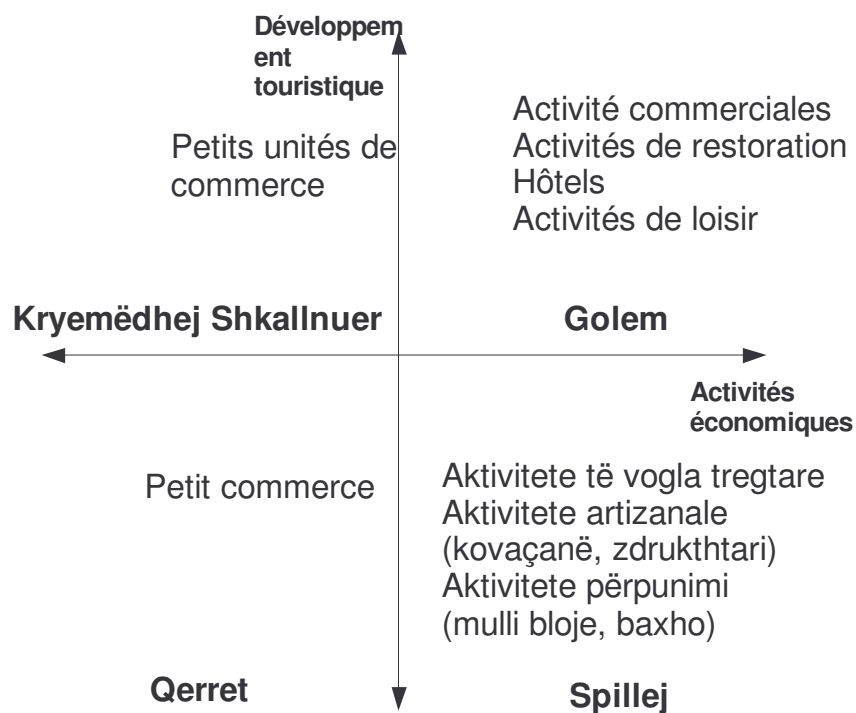 Développem
ent
touristique
Petits unités de
commerce
Activité commerciales
Activités de restoration
Hôtels
Activités de loisir
Kryemëdhej Shkallnuer
Golem
Activités
économiques
Petit commerce
Aktivitete të vogla tregtare
Aktivitete artizanale
(kovaçanë, zdrukthtari)
Aktivitete përpunimi
(mulli bloje, baxho)
Qerret
Spillej